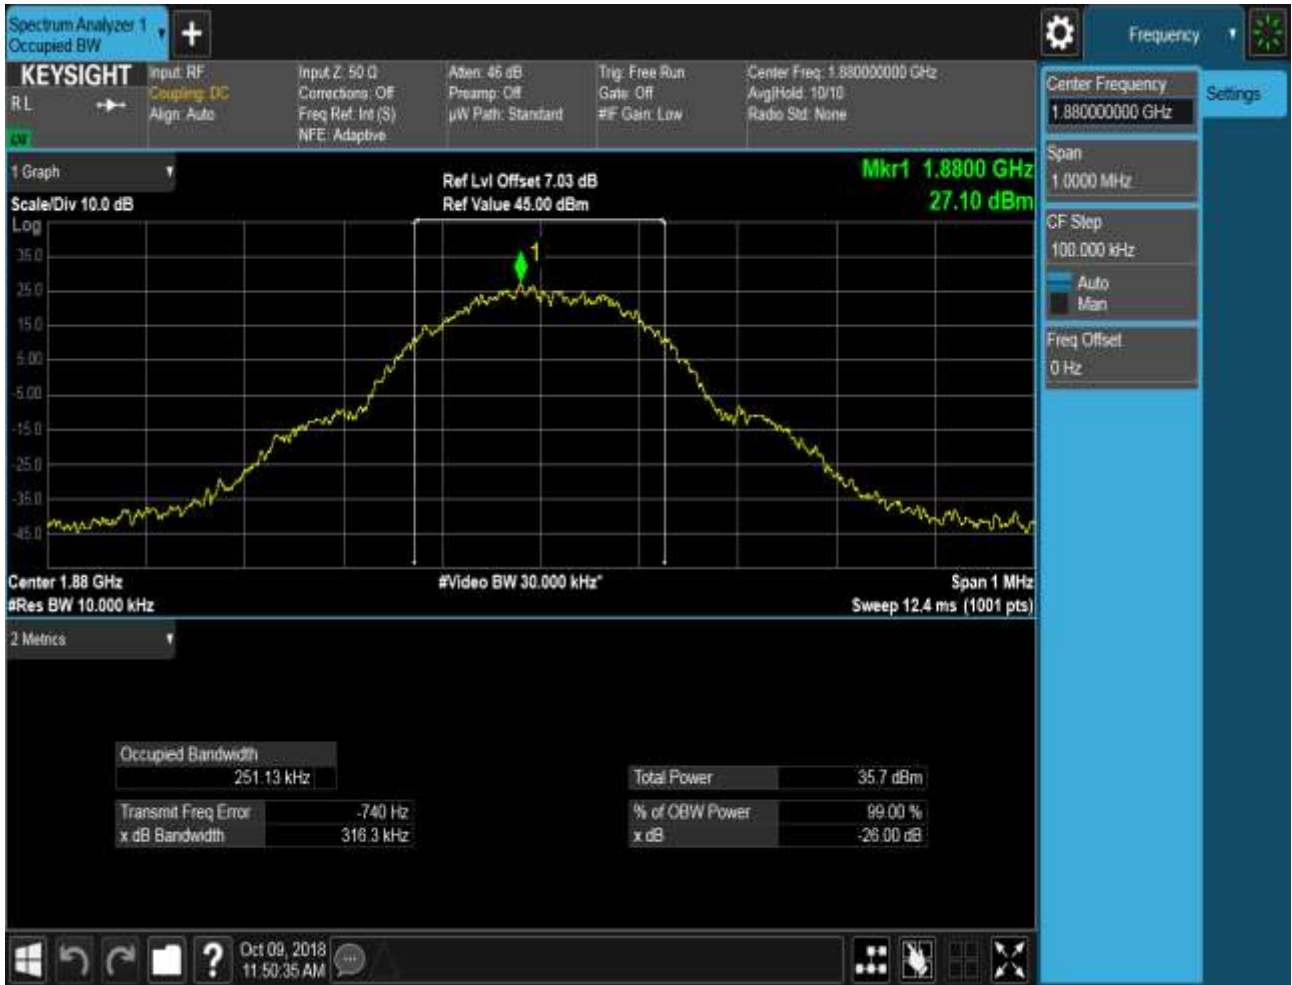 Spectrum Analyzer 1
Occupied BW
Frequency
KEYSIGHT
R L
Input: RF
Coupling: DC
Align: Auto
Input Z: 50 Ω
Corrections: Off
Freq Ref: Int (S)
NFE: Adaptive
Atten: 46 dB
Preamp: Off
µW Path: Standard
Trig: Free Run
Gate: Off
#IF Gain: Low
Center Freq: 1.880000000 GHz
Avg|Hold: 10/10
Radio Std: None
Center Frequency
1.880000000 GHz
Settings
Span
1.0000 MHz
CF Step
100.000 kHz
Auto
Man
Freq Offset
0 Hz
1 Graph
Scale/Div 10.0 dB
Ref Lvl Offset 7.03 dB
Ref Value 45.00 dBm
Mkr1 1.8800 GHz
27.10 dBm
Log
35.0
25.0
15.0
5.00
-5.00
-15.0
-25.0
-35.0
-45.0
1
Center 1.88 GHz
#Video BW 30.000 kHz*
Span 1 MHz
#Res BW 10.000 kHz
Sweep 12.4 ms (1001 pts)
2 Metrics
Occupied Bandwidth
251.13 kHz
Total Power 35.7 dBm
Transmit Freq Error -740 Hz
% of OBW Power 99.00 %
x dB Bandwidth 316.3 kHz
x dB -26.00 dB
Oct 09, 2018
11:50:35 AM